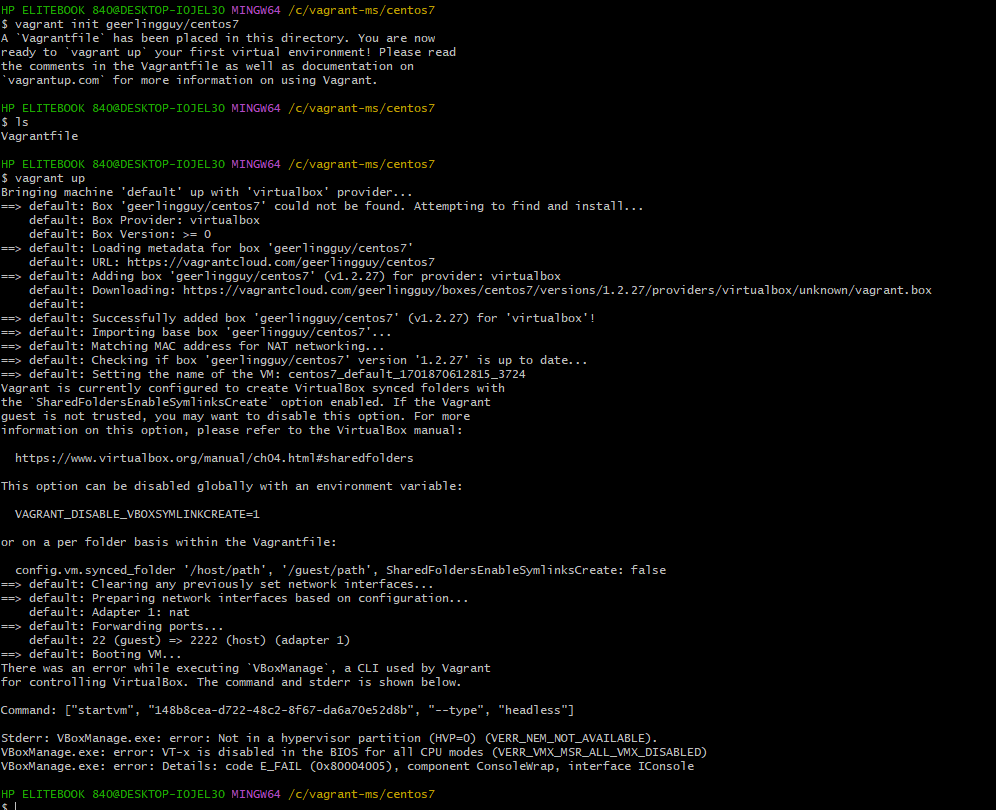 HP ELITEBOOK 840@DESKTOP-IOJEL3O MINGW64 /c/vagrant-ms/centos7
$ vagrant init geerlingguy/centos7
A `Vagrantfile` has been placed in this directory. You are now
ready to `vagrant up` your first virtual environment! Please read
the comments in the Vagrantfile as well as documentation on
`vagrantup.com` for more information on using Vagrant.
HP ELITEBOOK 840@DESKTOP-IOJEL3O MINGW64 /c/vagrant-ms/centos7
$ ls
Vagrantfile
HP ELITEBOOK 840@DESKTOP-IOJEL3O MINGW64 /c/vagrant-ms/centos7
$ vagrant up
Bringing machine 'default' up with 'virtualbox' provider...
==> default: Box 'geerlingguy/centos7' could not be found. Attempting to find and install...
    default: Box Provider: virtualbox
    default: Box Version: >= 0
==> default: Loading metadata for box 'geerlingguy/centos7'
    default: URL: https://vagrantcloud.com/geerlingguy/centos7
==> default: Adding box 'geerlingguy/centos7' (v1.2.27) for provider: virtualbox
    default: Downloading: https://vagrantcloud.com/geerlingguy/boxes/centos7/versions/1.2.27/providers/virtualbox/unknown/vagrant.box
    default:
==> default: Successfully added box 'geerlingguy/centos7' (v1.2.27) for 'virtualbox'!
==> default: Importing base box 'geerlingguy/centos7'...
==> default: Matching MAC address for NAT networking...
==> default: Checking if box 'geerlingguy/centos7' version '1.2.27' is up to date...
==> default: Setting the name of the VM: centos7_default_1701870612815_3724
Vagrant is currently configured to create VirtualBox synced folders with
the `SharedFoldersEnableSymlinksCreate` option enabled. If the Vagrant
guest is not trusted, you may want to disable this option. For more
information on this option, please refer to the VirtualBox manual:
  https://www.virtualbox.org/manual/ch04.html#sharedfolders
This option can be disabled globally with an environment variable:
  VAGRANT_DISABLE_VBOXSYMLINKCREATE=1
or on a per folder basis within the Vagrantfile:
  config.vm.synced_folder '/host/path', '/guest/path', SharedFoldersEnableSymlinksCreate: false
==> default: Clearing any previously set network interfaces...
==> default: Preparing network interfaces based on configuration...
    default: Adapter 1: nat
==> default: Forwarding ports...
    default: 22 (guest) => 2222 (host) (adapter 1)
==> default: Booting VM...
There was an error while executing `VBoxManage`, a CLI used by Vagrant
for controlling VirtualBox. The command and stderr is shown below.
Command: ["startvm", "148b8cea-d722-48c2-8f67-da6a70e52d8b", "--type", "headless"]
Stderr: VBoxManage.exe: error: Not in a hypervisor partition (HVP=0) (VERR_NEM_NOT_AVAILABLE).
VBoxManage.exe: error: VT-x is disabled in the BIOS for all CPU modes (VERR_VMX_MSR_ALL_VMX_DISABLED)
VBoxManage.exe: error: Details: code E_FAIL (0x80004005), component ConsoleWrap, interface IConsole
HP ELITEBOOK 840@DESKTOP-IOJEL3O MINGW64 /c/vagrant-ms/centos7
$